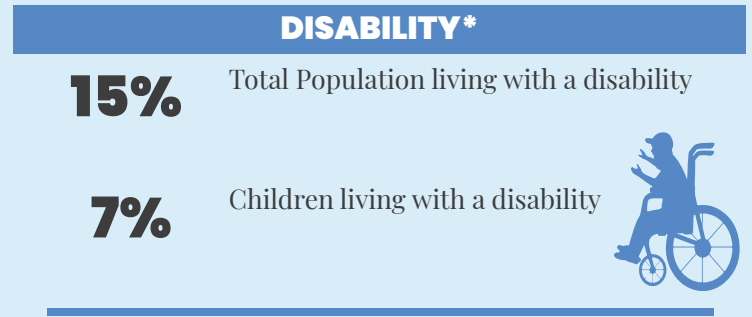 DISABILITY*
15% Total Population living with a disability
7% Children living with a disability